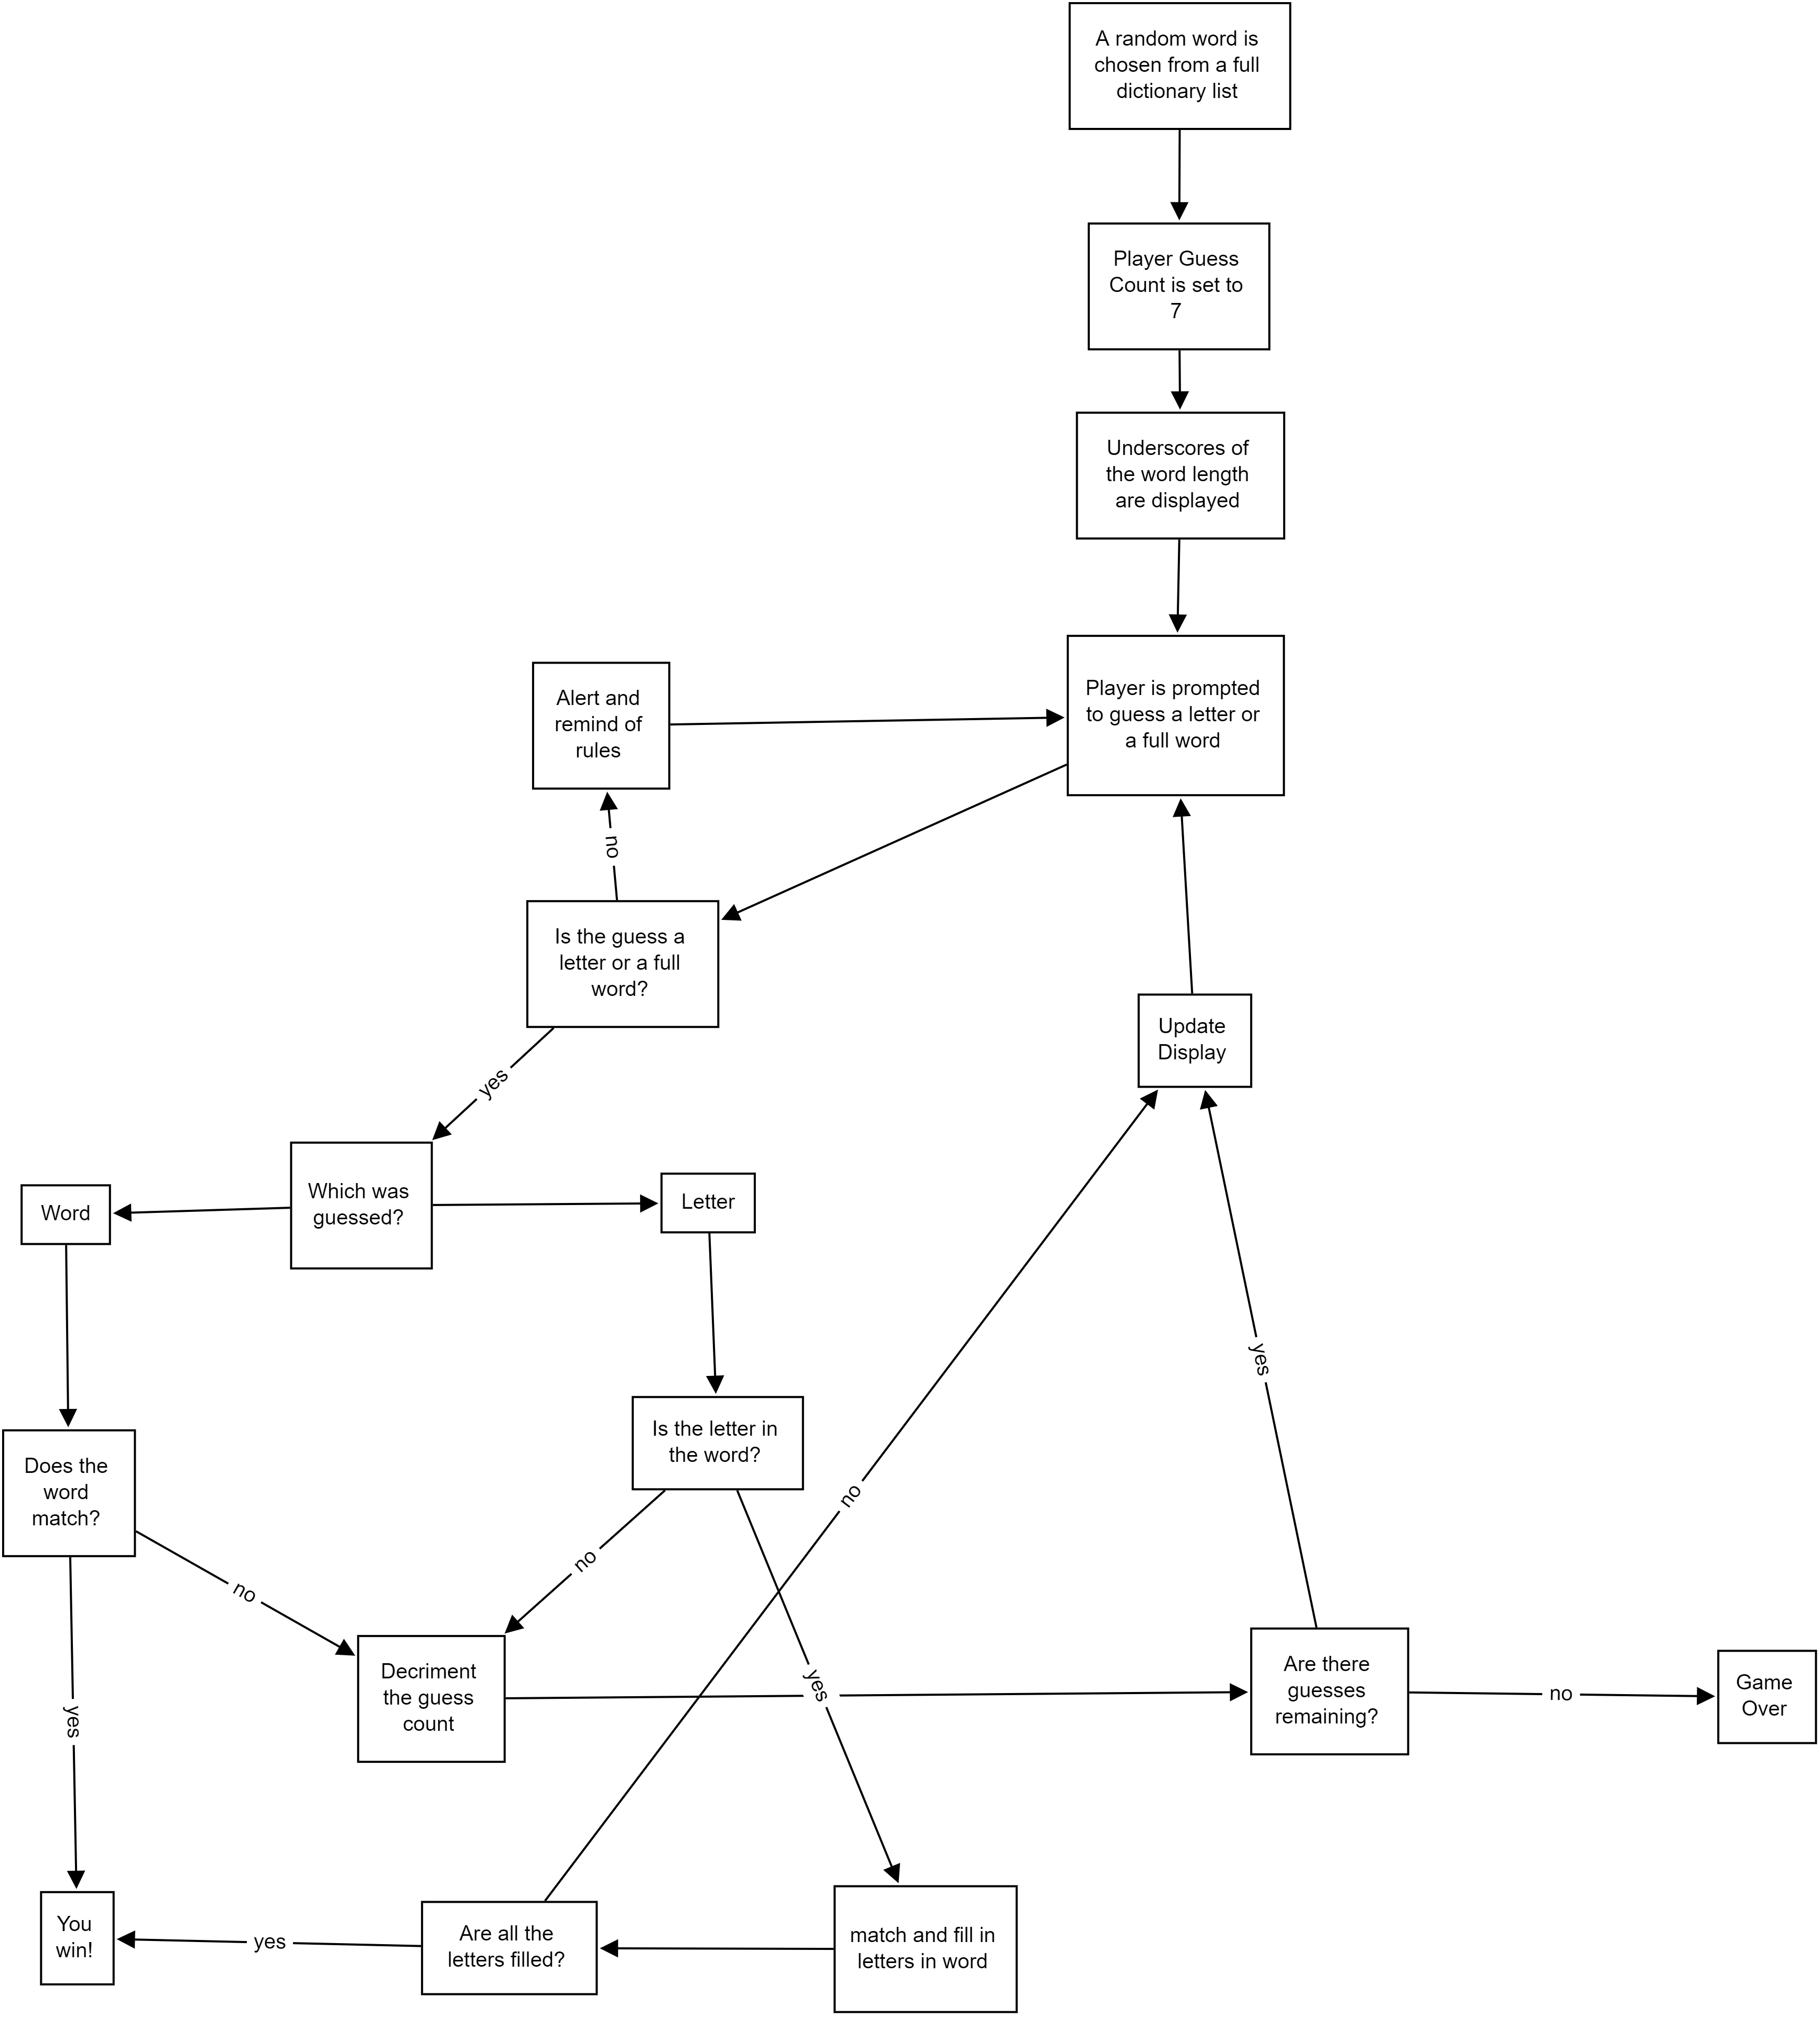 A random word is
chosen from a full
dictionary list
Player Guess
Count is set to
7
Underscores of
the word length
are displayed
Player is prompted
to guess a letter or
a full word
Alert and
remind of
rules
no
Is the guess a
letter or a full
word?
yes
Update
Display
Which was
guessed?
Word
Letter
Does the
word
match?
Is the letter in
the word?
no
yes
no
no
yes
yes
Decriment
the guess
count
Are there
guesses
remaining?
no
Game
Over
yes
You
win!
yes
Are all the
letters filled?
match and fill in
letters in word